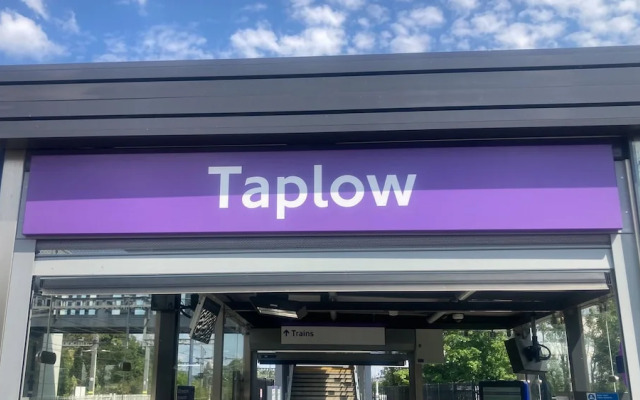 Taplow
↑ Trains